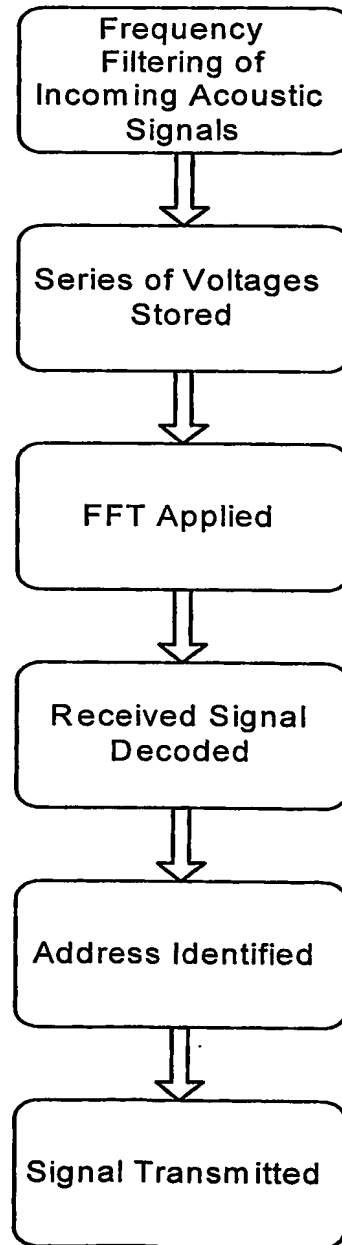 Frequency
Filtering of
Incoming Acoustic
Signals
Series of Voltages
Stored
FFT Applied
Received Signal
Decoded
Address Identified
Signal Transmitted